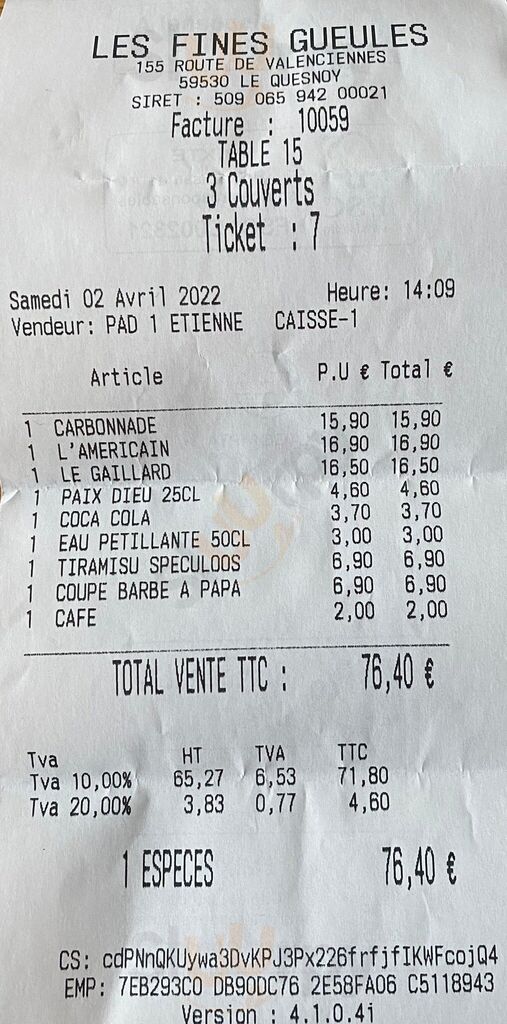 LES FINES GUEULES
155 ROUTE DE VALENCIENNES
59530 LE QUESNOY
SIRET : 509 065 942 00021
Facture : 10059
TABLE 15
3 Couverts
Ticket : 7
Samedi 02 Avril 2022 Heure: 14:09
Vendeur: PAD 1 ETIENNE CAISSE-1
Article P.U € Total €
1 CARBONNADE 15,90 15,90
1 L'AMERICAIN 16,90 16,90
1 LE GAILLARD 16,50 16,50
1 PAIX DIEU 25CL 4,60 4,60
1 COCA COLA 3,70 3,70
1 EAU PETILLANTE 50CL 3,00 3,00
1 TIRAMISU SPECULOOS 6,90 6,90
1 COUPE BARBE A PAPA 6,90 6,90
1 CAFE 2,00 2,00
TOTAL VENTE TTC : 76,40 €
Tva HT TVA TTC
Tva 10,00% 65,27 6,53 71,80
Tva 20,00% 3,83 0,77 4,60
1 ESPECES 76,40 €
CS: cdPNnQKUywa3DvKPJ3Px226frfjfIKWFcojQ4
EMP: 7EB293C0 DB90DC76 2E58FA06 C5118943
Version : 4.1.0.4i